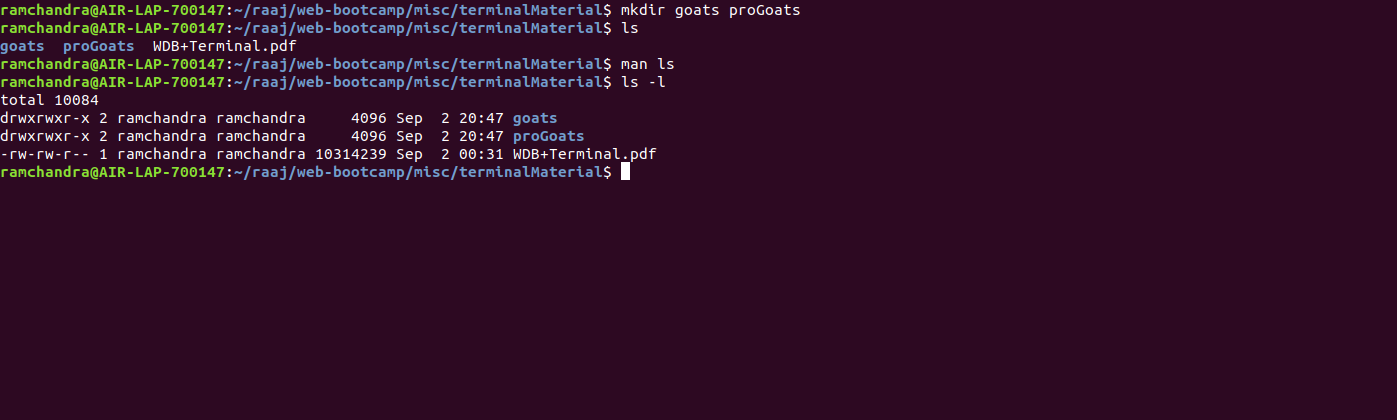 ramchandra@AIR-LAP-700147:~/raaj/web-bootcamp/misc/terminalMaterial$ mkdir goats proGoats
ramchandra@AIR-LAP-700147:~/raaj/web-bootcamp/misc/terminalMaterial$ ls
goats  proGoats  WDB+Terminal.pdf
ramchandra@AIR-LAP-700147:~/raaj/web-bootcamp/misc/terminalMaterial$ man ls
ramchandra@AIR-LAP-700147:~/raaj/web-bootcamp/misc/terminalMaterial$ ls -l
total 10084
drwxrwxr-x 2 ramchandra ramchandra     4096 Sep  2 20:47 goats
drwxrwxr-x 2 ramchandra ramchandra     4096 Sep  2 20:47 proGoats
-rw-rw-r-- 1 ramchandra ramchandra 10314239 Sep  2 00:31 WDB+Terminal.pdf
ramchandra@AIR-LAP-700147:~/raaj/web-bootcamp/misc/terminalMaterial$